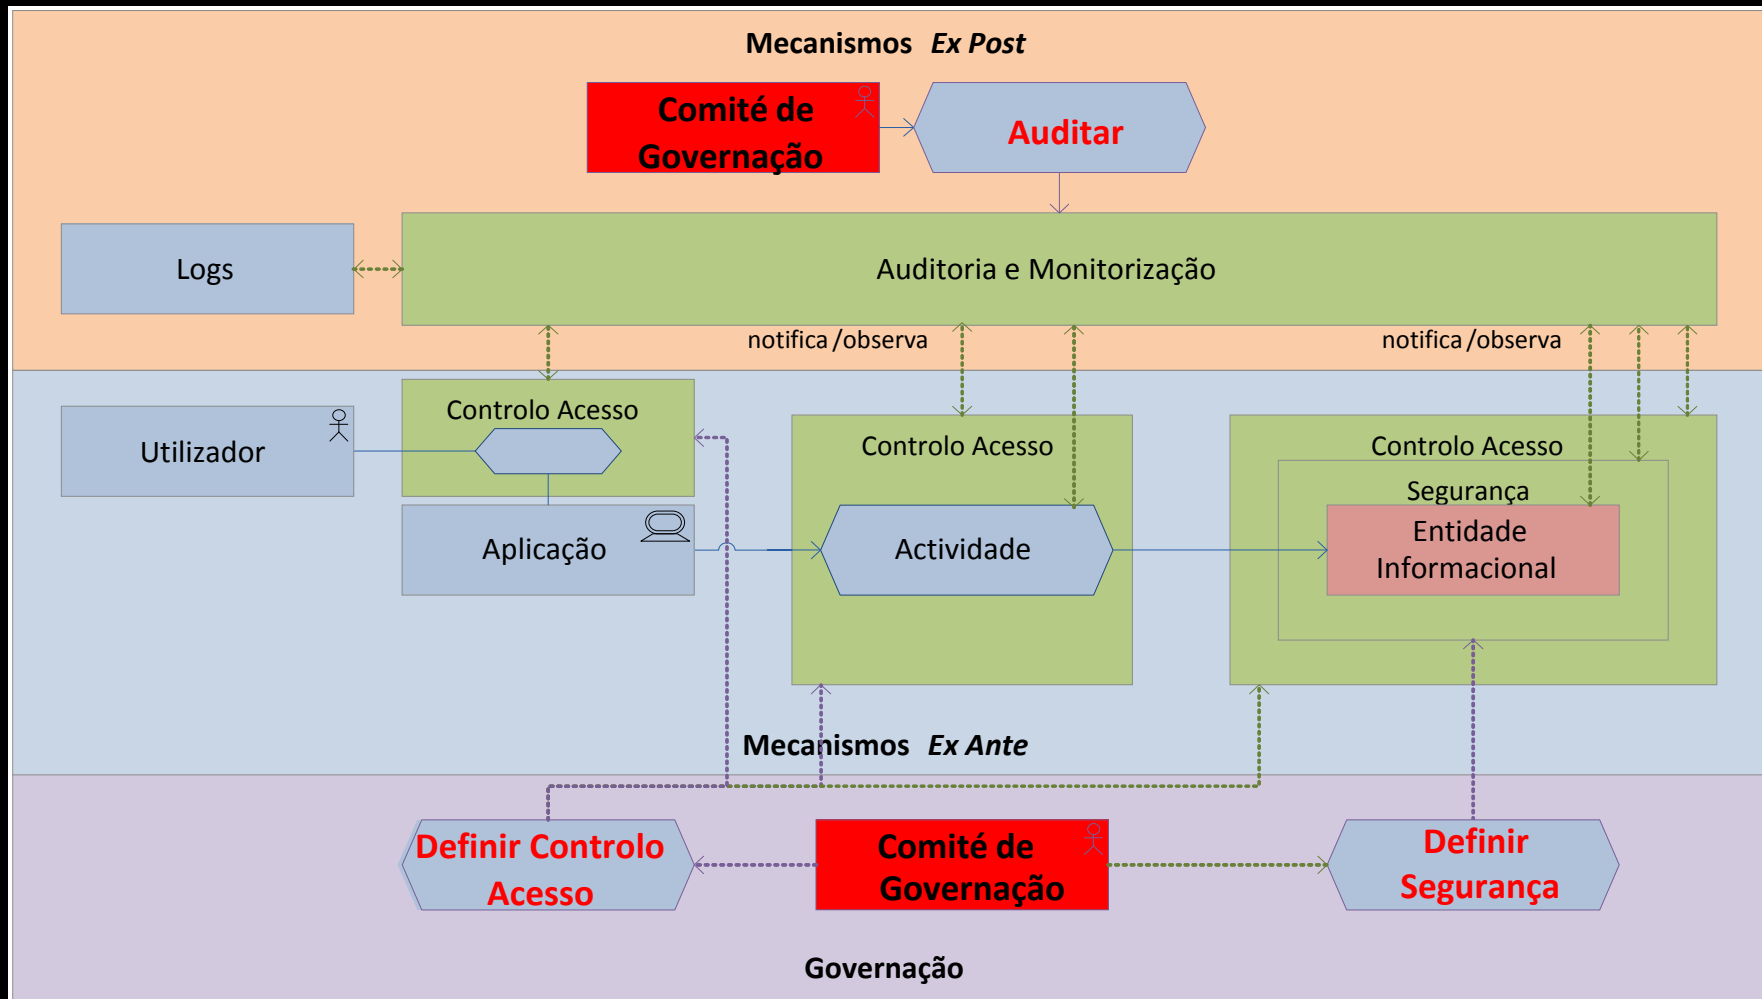 Mecanismos Ex Post
Comité de
Governação
Auditar
Logs
Auditoria e Monitorização
notifica/observa
notifica/observa
Controlo Acesso
Utilizador
Aplicação
Controlo Acesso
Actividade
Controlo Acesso
Segurança
Entidade
Informacional
Mecanismos Ex Ante
Definir Controlo
Acesso
Comité de
Governação
Definir
Segurança
Governação